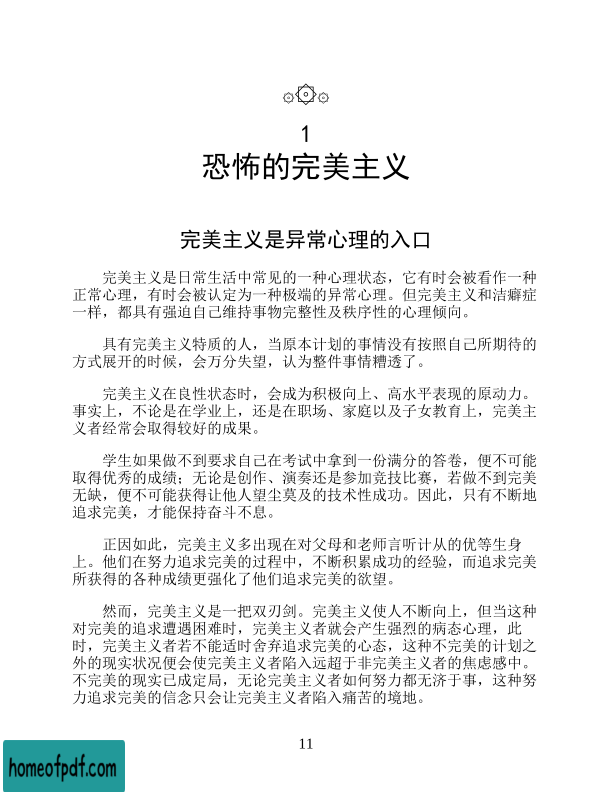 1
恐怖的完美主义
完美主义是异常心理的入口
完美主义是日常生活中常见的一种心理状态，它有时会被看作一种
正常心理，有时会被认定为一种极端的异常心理。但完美主义和洁癖症
一样，都具有强迫自己维持事物完整性及秩序性的心理倾向。
具有完美主义特质的人，当原本计划的事情没有按照自己所期待的
方式展开的时候，会万分失望，认为整件事情糟透了。
完美主义在良性状态时，会成为积极向上、高水平表现的原动力。
事实上，不论是在学业上，还是在职场、家庭以及子女教育上，完美主
义者经常会取得较好的成果。
学生如果做不到要求自己在考试中拿到一份满分的答卷，便不可能
取得优秀的成绩；无论是创作、演奏还是参加竞技比赛，若做不到完美
无缺，便不可能获得让他人望尘莫及的技术性成功。因此，只有不断地
追求完美，才能保持奋斗不息。
正因如此，完美主义多出现在对父母和老师言听计从的优等生身
上。他们在努力追求完美的过程中，不断积累成功的经验，而追求完美
所获得的各种成绩更强化了他们追求完美的欲望。
然而，完美主义是一把双刃剑。完美主义使人不断向上，但当这种
对完美的追求遭遇困难时，完美主义者就会产生强烈的病态心理，此
时，完美主义者若不能适时舍弃追求完美的心态，这种不完美的计划之
外的现实状况便会使完美主义者陷入远超于非完美主义者的焦虑感中。
不完美的现实已成定局，无论完美主义者如何努力都无济于事，这种努
力追求完美的信念只会让完美主义者陷入痛苦的境地。
11
homeofpdf.com